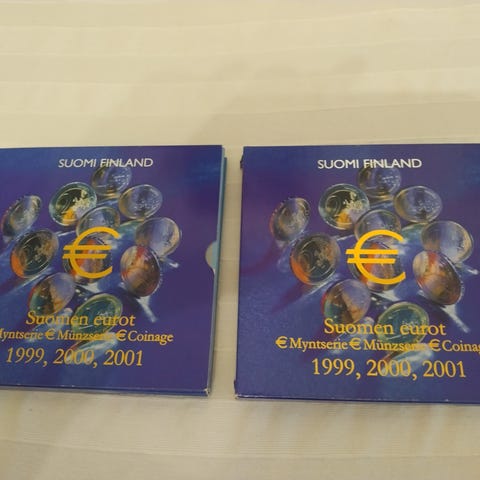 SUOMI FINLAND
€
Suomen eurot
Myntserie € Münzserie € Coinage
1999, 2000, 2001
SUOMI FINLAND
€
Suomen eurot
€ Myntserie € Münzserie € Coinag
1999, 2000, 2001